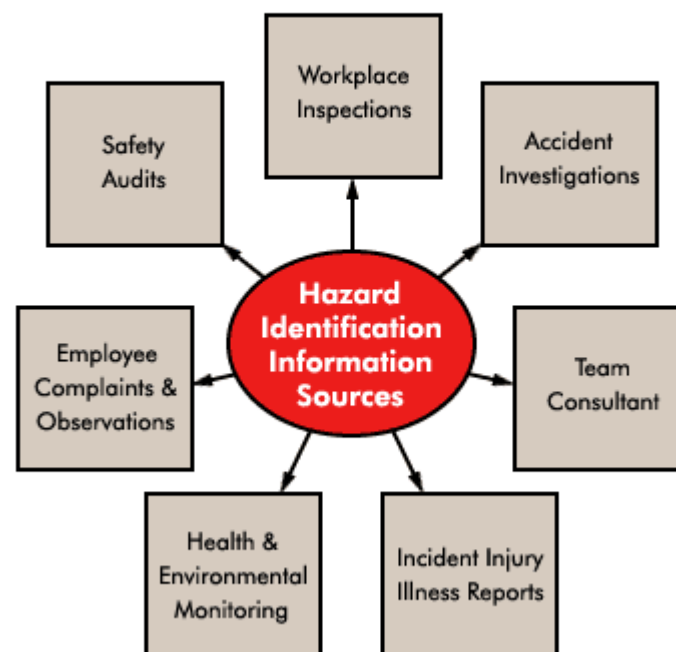 Workplace
Inspections
Safety
Audits
Accident
Investigations
Hazard
Identification
Information
Sources
Employee
Complaints &
Observations
Team
Consultant
Health &
Environmental
Monitoring
Incident Injury
Illness Reports